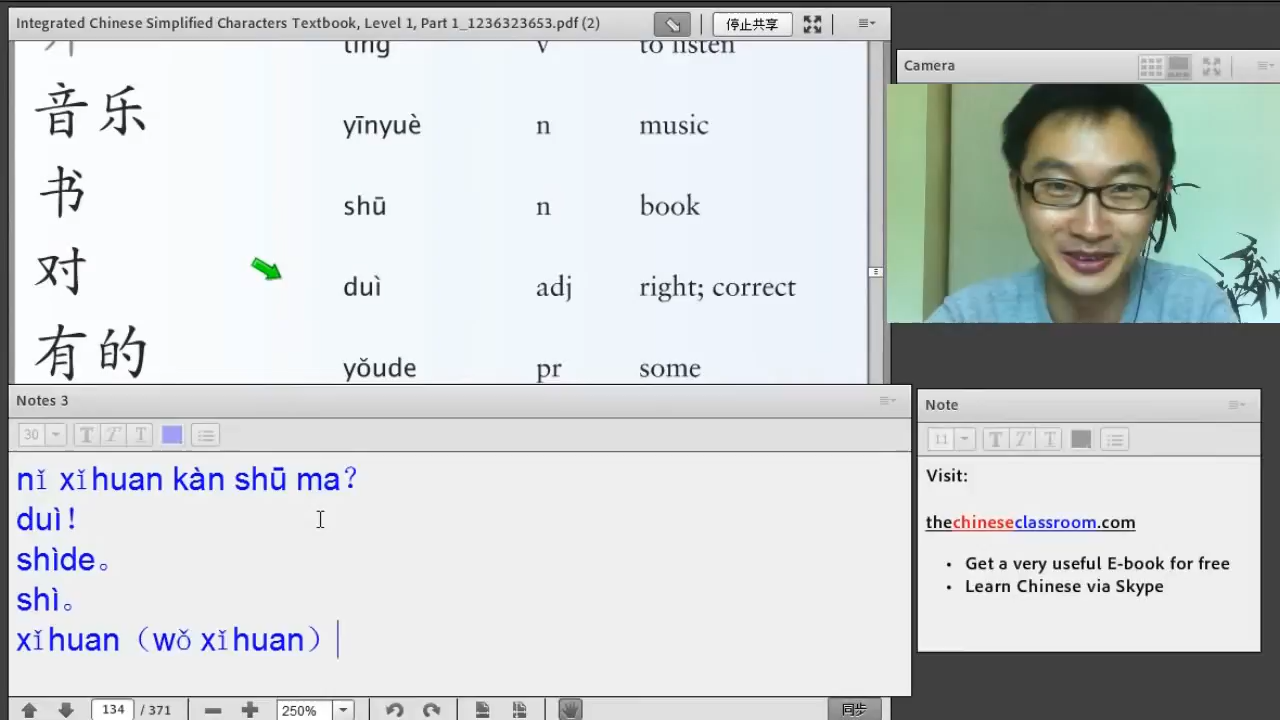 Integrated Chinese Simplified Characters Textbook, Level 1, Part 1_1236323653.pdf (2)
停止共享
tīng v to listen
音乐 yīnyuè n music
书 shū n book
对 duì adj right; correct
有的 yǒude pr some
Camera
Notes 3
30 T T T
nǐ xǐhuan kàn shū ma？
duì！
shìde。
shì。
xǐhuan（wǒ xǐhuan）
Note
11 T T T
Visit:
thechineseclassroom.com
• Get a very useful E-book for free
• Learn Chinese via Skype
134 / 371 250% 同步